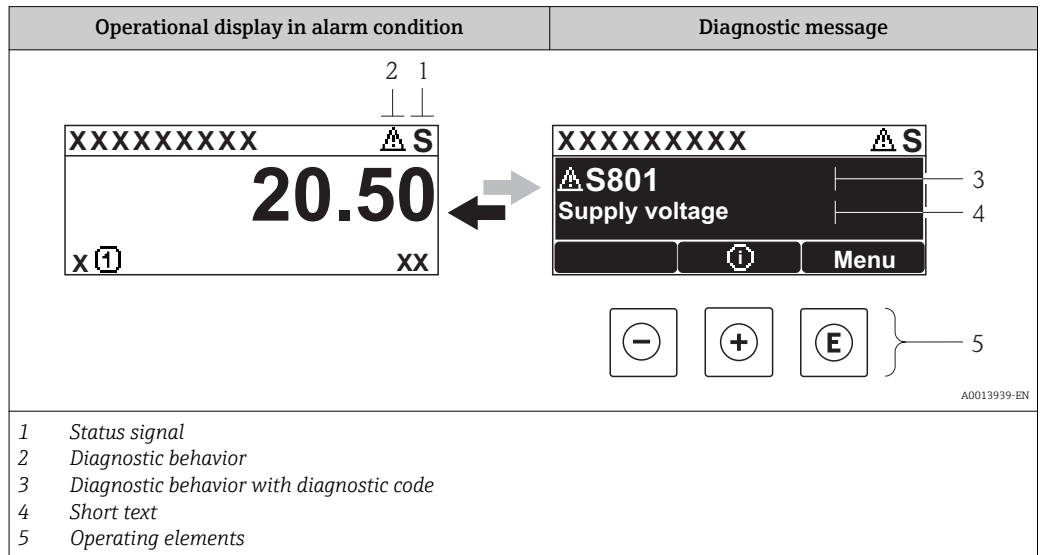 Operational display in alarm condition
Diagnostic message
2 1
XXXXXXXXX S
20.50
X 1 XX
XXXXXXXXX S
S801
3
Supply voltage
4
i Menu
- + E
5
A0013939-EN
1 Status signal
2 Diagnostic behavior
3 Diagnostic behavior with diagnostic code
4 Short text
5 Operating elements